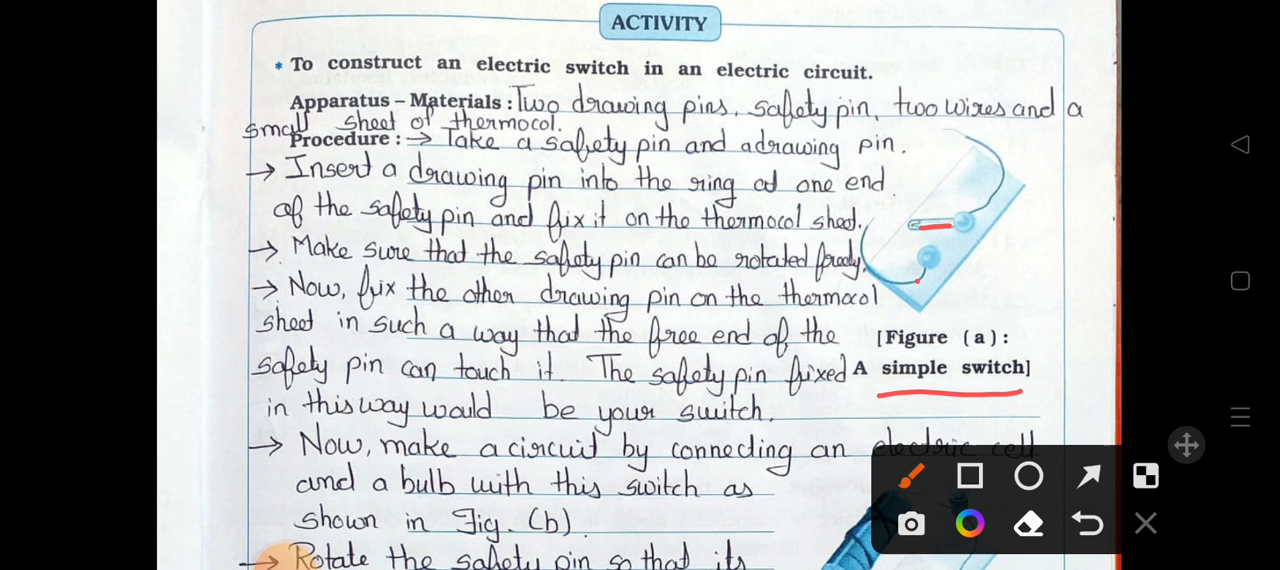 ACTIVITY
* To construct an electric switch in an electric circuit.
Apparatus – Materials : Two drawing pins, safety pin, two wires and a
small sheet of thermocol.
Procedure : → Take a safety pin and a drawing pin.
→ Insert a drawing pin into the ring at one end
of the safety pin and fix it on the thermocol sheet.
→ Make sure that the safety pin can be rotated freely.
→ Now, fix the other drawing pin on the thermocol
sheet in such a way that the free end of the
safety pin can touch it. The safety pin fixed
in this way would be your switch.
[Figure (a) :
A simple switch]
→ Now, make a circuit by connecting an electric cell
and a bulb with this switch as
shown in Fig. (b).
→ Rotate the safety pin so that its